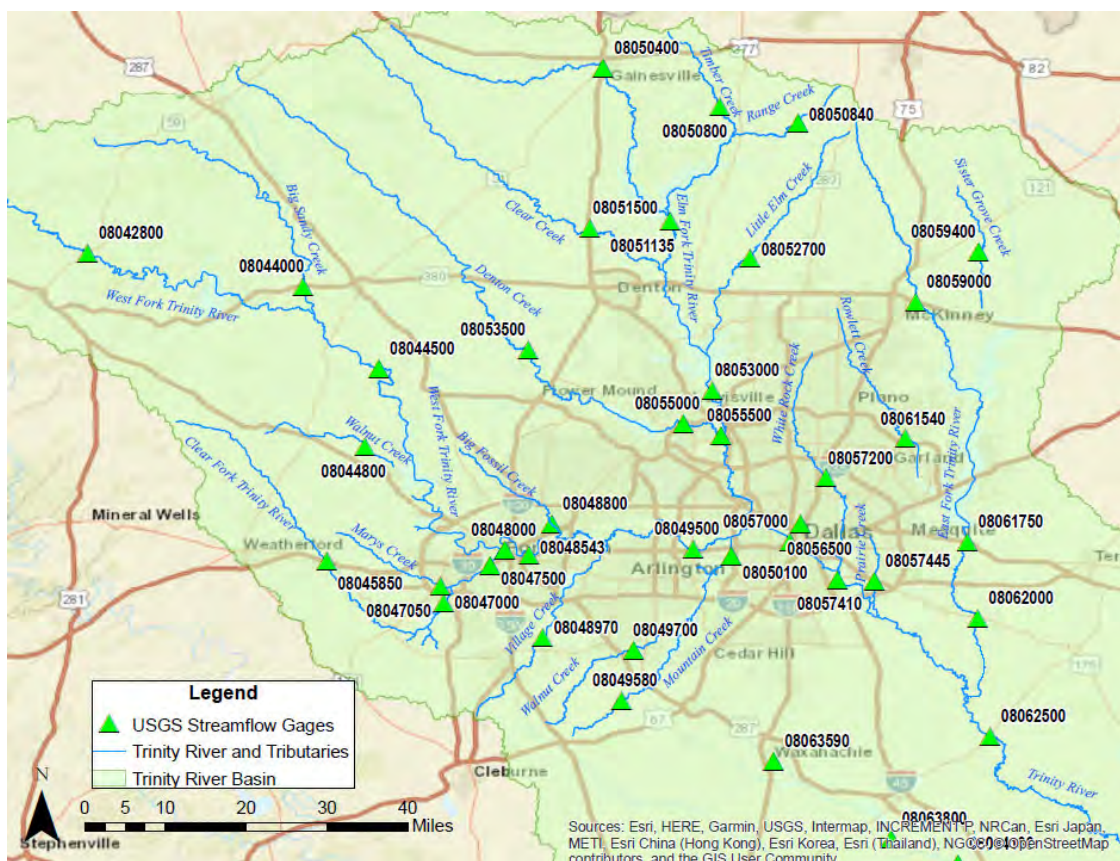 08050400
377
287
Gainesville
82
Timber Creek
Range Creek
75
59
08050800
08050840
Big Sandy Creek
Little Elm Creek
289
Sister Grove Creek
121
Clear Creek
08051500
Elm Fork Trinity River
08051135
08042800
08059400
08044000
Denton Creek
08052700
08059000
380
Denton
West Fork Trinity River
Rowlett Creek
McKinney
08053500
08044500
08053000
Flower Mound
White Rock Creek
Plano
West Fork Trinity River
08055000
08055500
08061540
Walnut Creek
Big Fossil Creek
Garland
08044800
08057200
East Fork Trinity River
Clear Fork Trinity River
Mineral Wells
08048800
08048000
08049500
08057000
Dallas
Mesquite
08061750
Marys Creek
Weatherford
08048543
08056500
Prairie Creek
08057445
Arlington
30
08047500
08050100
08045850
08047000
08057410
20
281
08047050
08062000
Village Creek
08048970
08049700
Mountain Creek
Cedar Hill
175
Walnut Creek
08049580
67
287
08062500
08063590
Waxahachie
Cleburne
45
Trinity River
Legend
USGS Streamflow Gages
Trinity River and Tributaries
Trinity River Basin
N
0 5 10 20 30 40
Miles
Stephenville
08063800
Sources: Esri, HERE, Garmin, USGS, Intermap, INCREMENT P, NRCan, Esri Japan,
METI, Esri China (Hong Kong), Esri Korea, Esri (Thailand), NGCC, © OpenStreetMap
contributors, and the GIS User Community